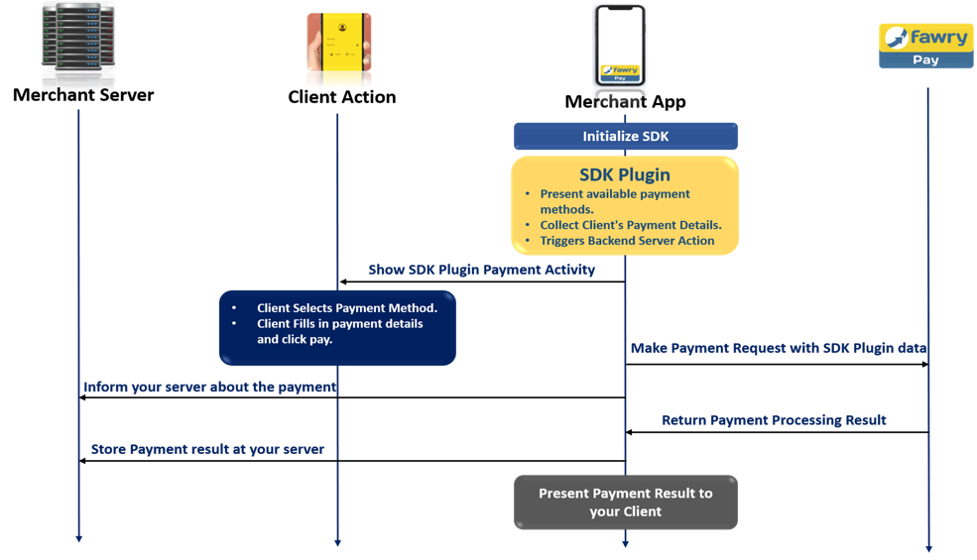 fawry
Pay
fawry
Pay
Merchant Server
Client Action
Merchant App
Initialize SDK
SDK Plugin
• Present available payment
methods.
• Collect Client's Payment Details.
• Triggers Backend Server Action
Show SDK Plugin Payment Activity
• Client Selects Payment Method.
• Client Fills in payment details
and click pay.
Make Payment Request with SDK Plugin data
Inform your server about the payment
Return Payment Processing Result
Store Payment result at your server
Present Payment Result to
your Client